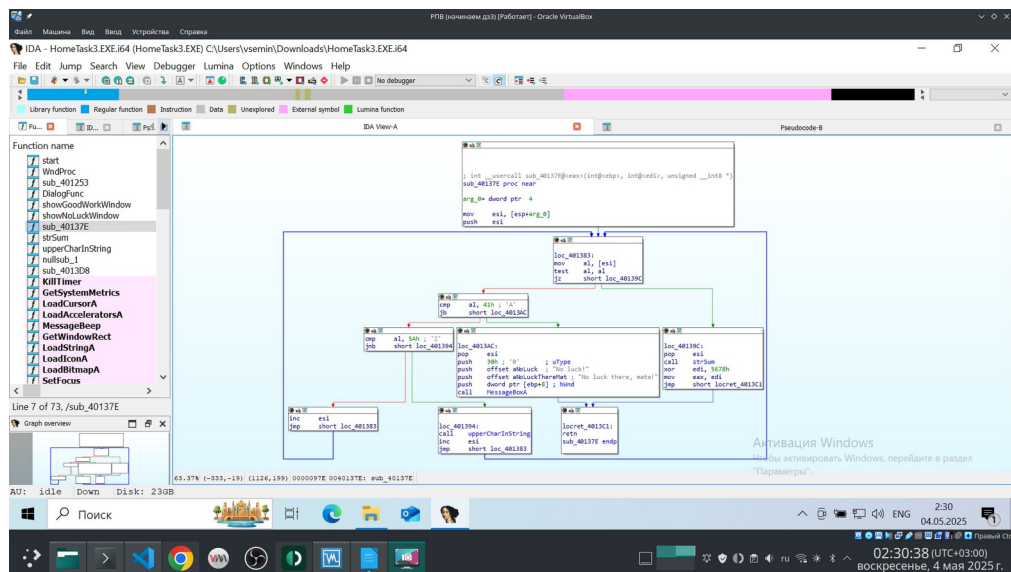 РПВ (начинаем дз3) [Работает] - Oracle VirtualBox
Файл Машина Вид Ввод Устройства Справка
IDA - HomeTask3.EXE.i64 (HomeTask3.EXE) C:\Users\vsemin\Downloads\HomeTask3.EXE.i64
File Edit Jump Search View Debugger Lumina Options Windows Help
No debugger
Library function Regular function Instruction Data Unexplored External symbol Lumina function
Fu... ID... Ps
IDA View-A
Pseudocode-B
Function name
start
WndProc
sub_401253
DialogFunc
showGoodWorkWindow
showNoLuckWindow
sub_40137E
strSum
upperCharInString
nullsub_1
sub_4013D8
KillTimer
GetSystemMetrics
LoadCursorA
LoadAcceleratorsA
MessageBeep
GetWindowRect
LoadStringA
LoadIconA
LoadBitmapA
SetFocus
Line 7 of 73, /sub_40137E
Graph overview
; int __usercall sub_40137E@<eax>(int@<ebp>, int@<edi>, unsigned __int8 *)
sub_40137E proc near
arg_0= dword ptr 4
mov esi, [esp+arg_0]
push esi
loc_401383:
mov al, [esi]
test al, al
jz short loc_40139C
cmp al, 41h ; 'A'
jb short loc_4013AC
cmp al, 5Ah ; 'Z'
jnb short loc_401394
loc_4013AC:
pop esi
push 30h ; '0' ; uType
push offset aNoLuck ; "No luck!"
push offset aNoLuckThereMat ; "No luck there, mate!"
push dword ptr [ebp+8] ; hWnd
call MessageBoxA
loc_40139C:
pop esi
call strSum
xor edi, 5678h
mov eax, edi
jmp short locret_4013C1
inc esi
jmp short loc_401383
loc_401394:
call upperCharInString
inc esi
jmp short loc_401383
locret_4013C1:
retn
sub_40137E endp
63.37% (-333,-19) (1126,199) 0000097E 0040137E: sub_40137E
Активация Windows
Чтобы активировать Windows, перейдите в раздел
"Параметры".
AU: idle Down Disk: 23GB
Поиск
ENG
2:30
04.05.2025
Правый Ctrl
ru
02:30:38 (UTC+03:00)
воскресенье, 4 мая 2025 г.